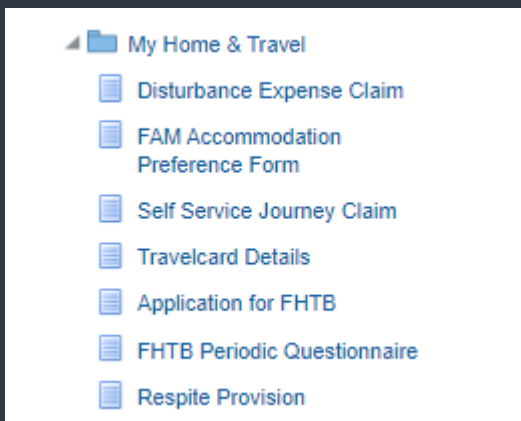 My Home & Travel
Disturbance Expense Claim
FAM Accommodation
Preference Form
Self Service Journey Claim
Travelcard Details
Application for FHTB
FHTB Periodic Questionnaire
Respite Provision